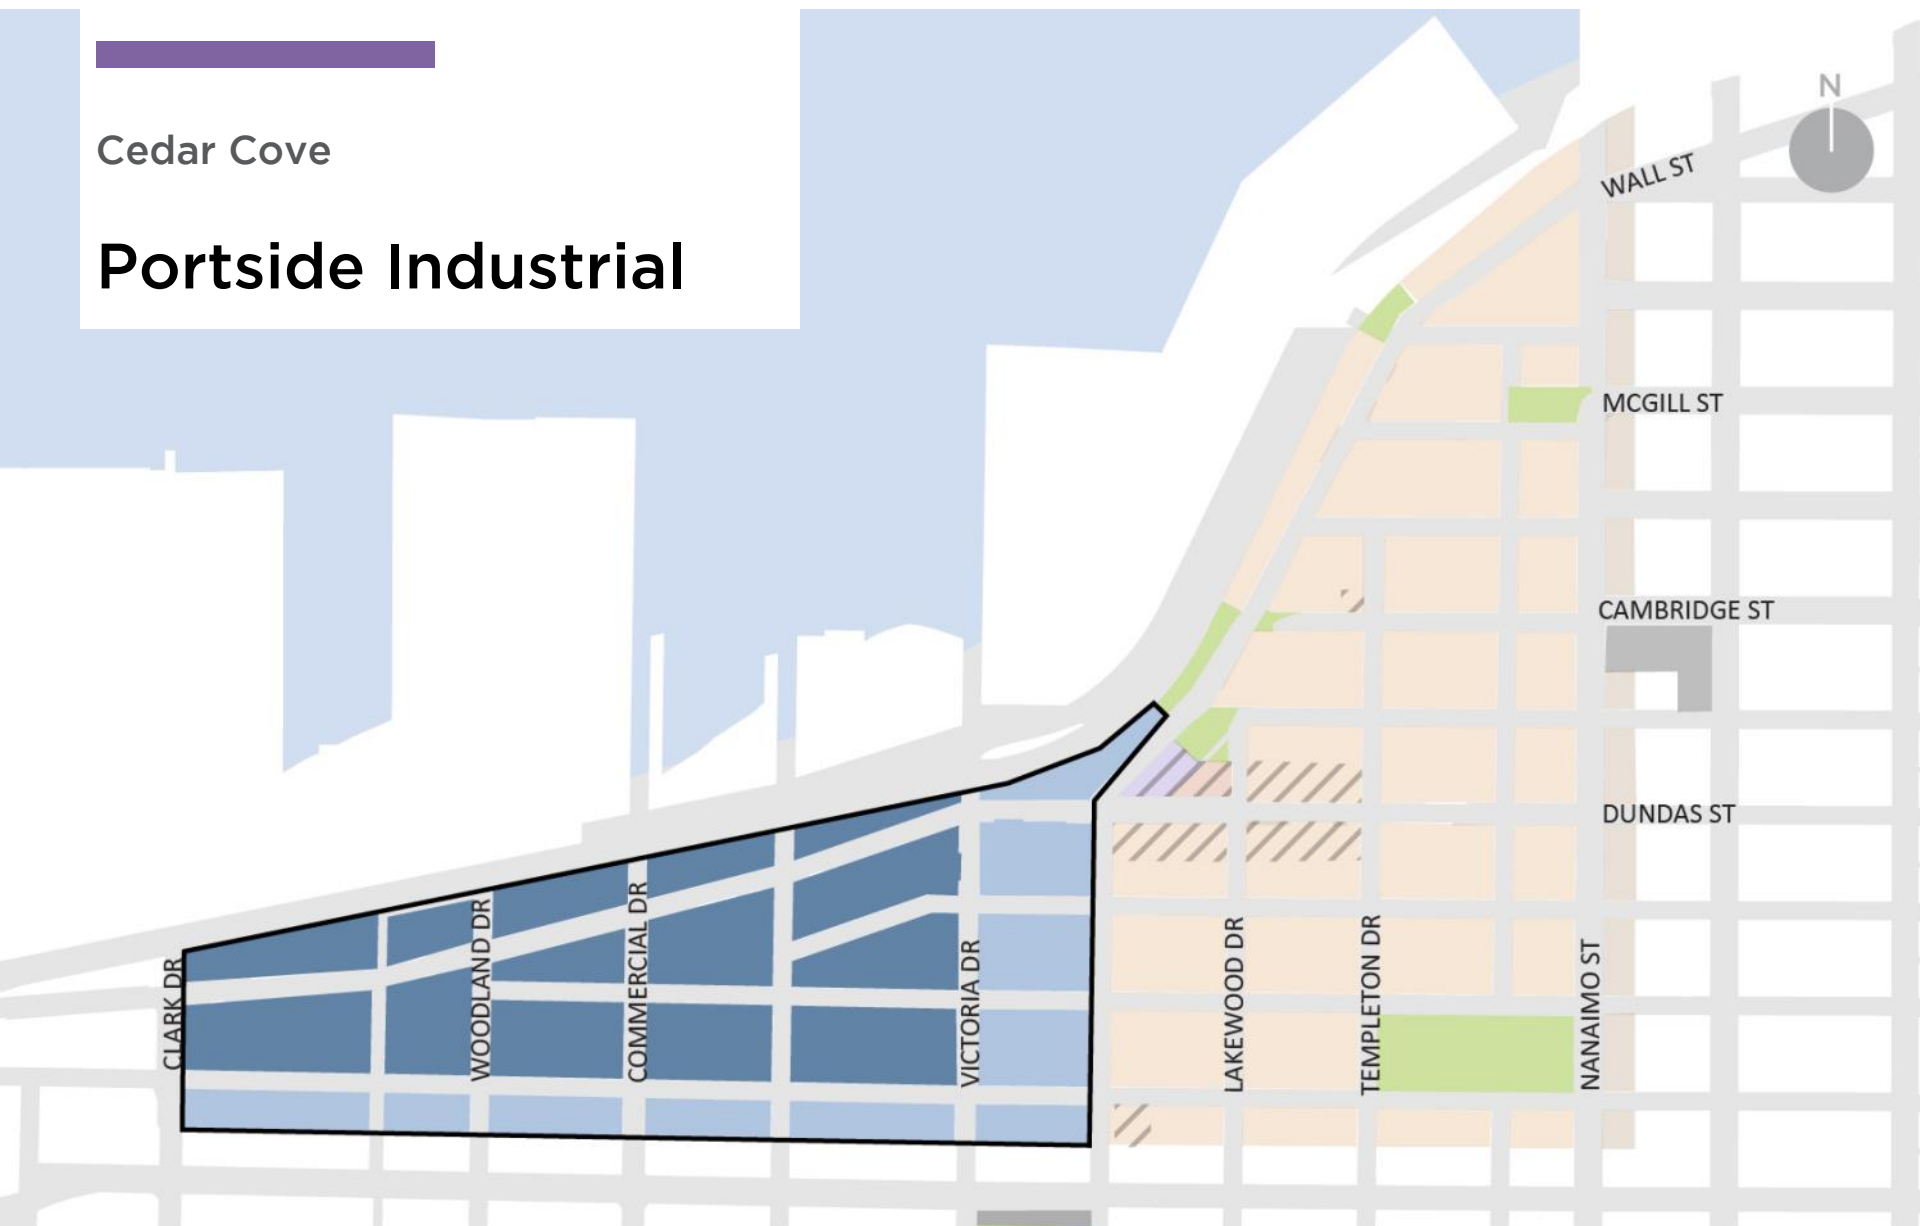 Cedar Cove
Portside Industrial
N
WALL ST
MCGILL ST
CAMBRIDGE ST
DUNDAS ST
CLARK DR
WOODLAND DR
COMMERCIAL DR
VICTORIA DR
LAKEWOOD DR
TEMPLETON DR
NANAIMO ST